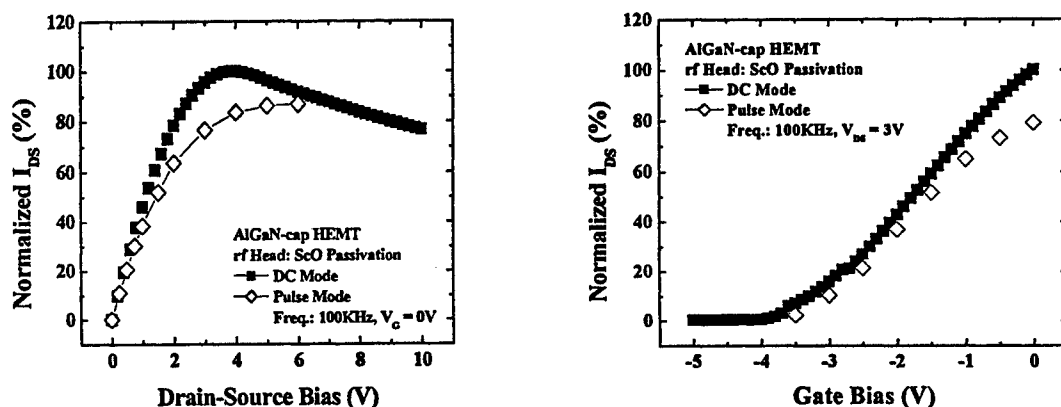 120
100
80
60
40
20
0
Normalized I_DS (%)
AlGaN-cap HEMT
rf Head: ScO Passivation
DC Mode
Pulse Mode
Freq.: 100KHz, V_G = 0V
0 2 4 6 8 10
Drain-Source Bias (V)
120
100
80
60
40
20
0
Normalized I_DS (%)
AlGaN-cap HEMT
rf Head: ScO Passivation
DC Mode
Pulse Mode
Freq.: 100KHz, V_DS = 3V
-5 -4 -3 -2 -1 0
Gate Bias (V)